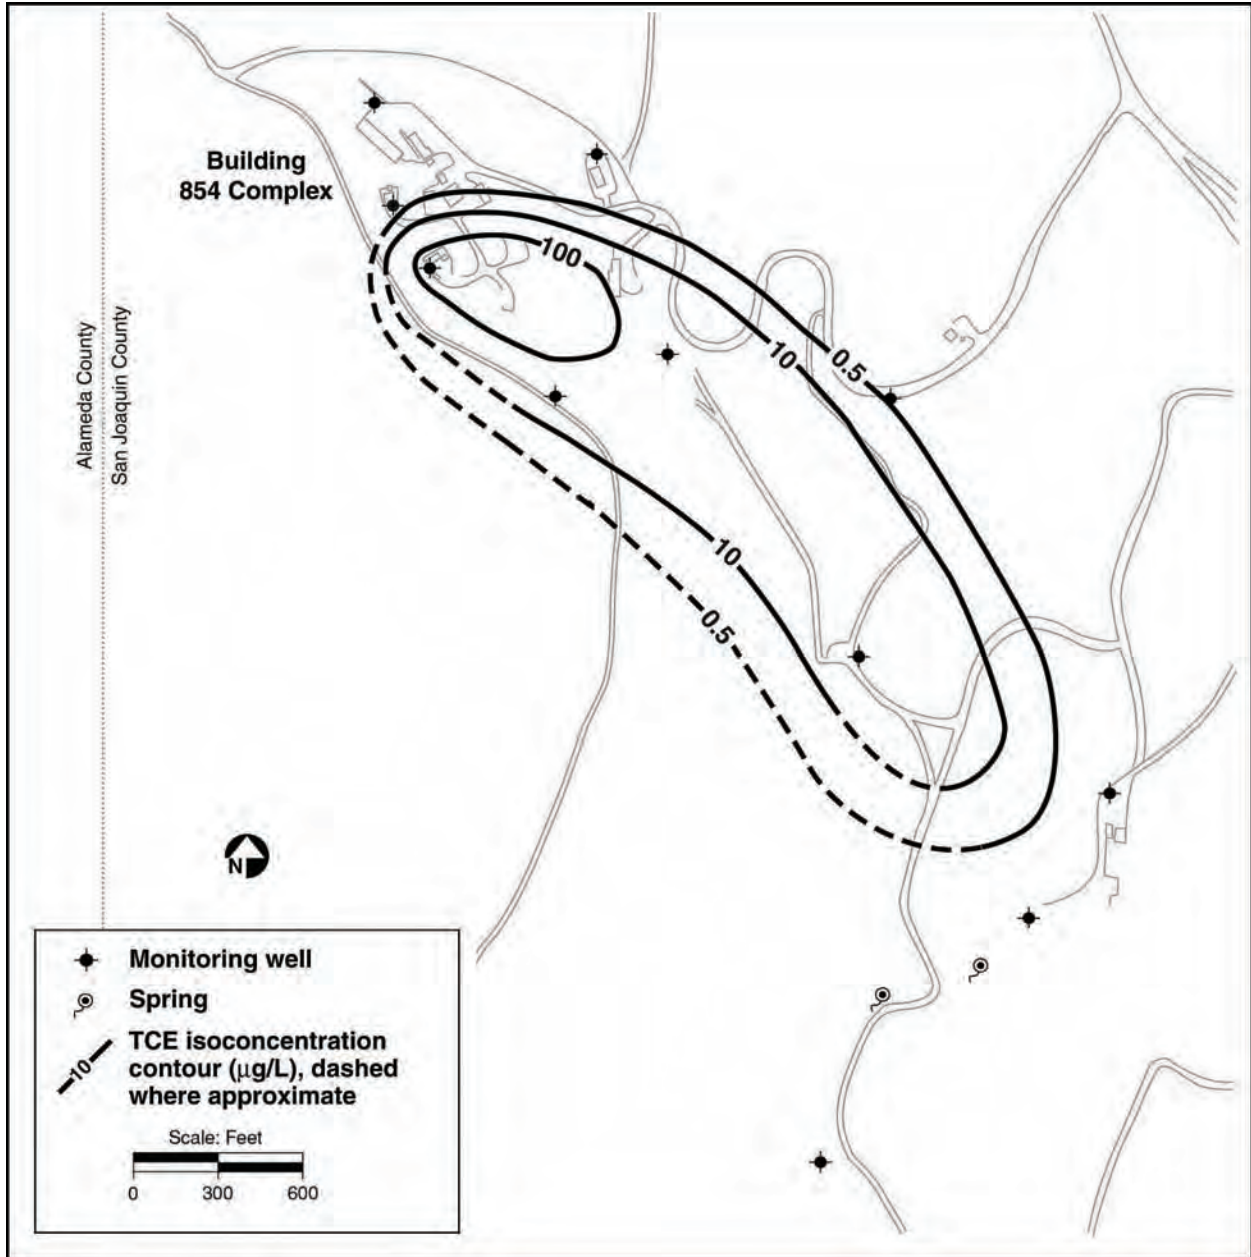 Building
854 Complex
100
10
0.5
Alameda County
San Joaquin County
10
0.5
N
Monitoring well
Spring
10
TCE isoconcentration
contour (µg/L), dashed
where approximate
Scale: Feet
0 300 600